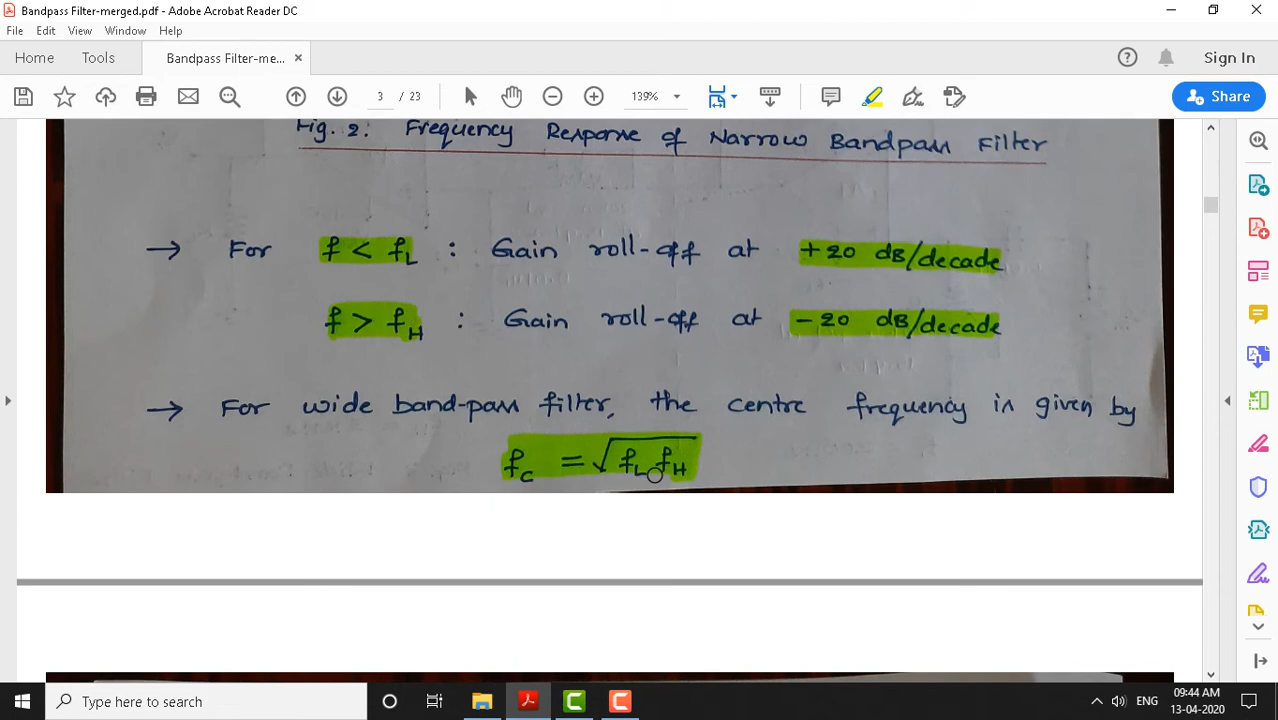 Bandpass Filter-merged.pdf - Adobe Acrobat Reader DC
File Edit View Window Help
Home Tools Bandpass Filter-me... × Sign In
3 / 23 139% Share
Fig. 2. Frequency Response of Narrow Bandpass Filter
→ For f < fL : Gain roll-off at +20 dB/decade
f > fH : Gain roll-off at -20 dB/decade
→ For wide band-pass filter, the centre frequency is given by
fC = √fL fH
Type here to search
ENG
09:44 AM
13-04-2020